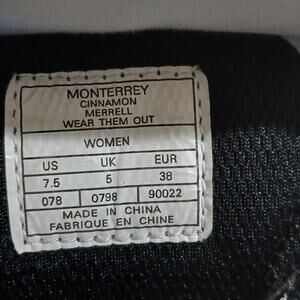 MONTERREY
CINNAMON
MERRELL
WEAR THEM OUT
WOMEN
US UK EUR
7.5 5 38
078 0798 90022
MADE IN CHINA
FABRIQUE EN CHINE